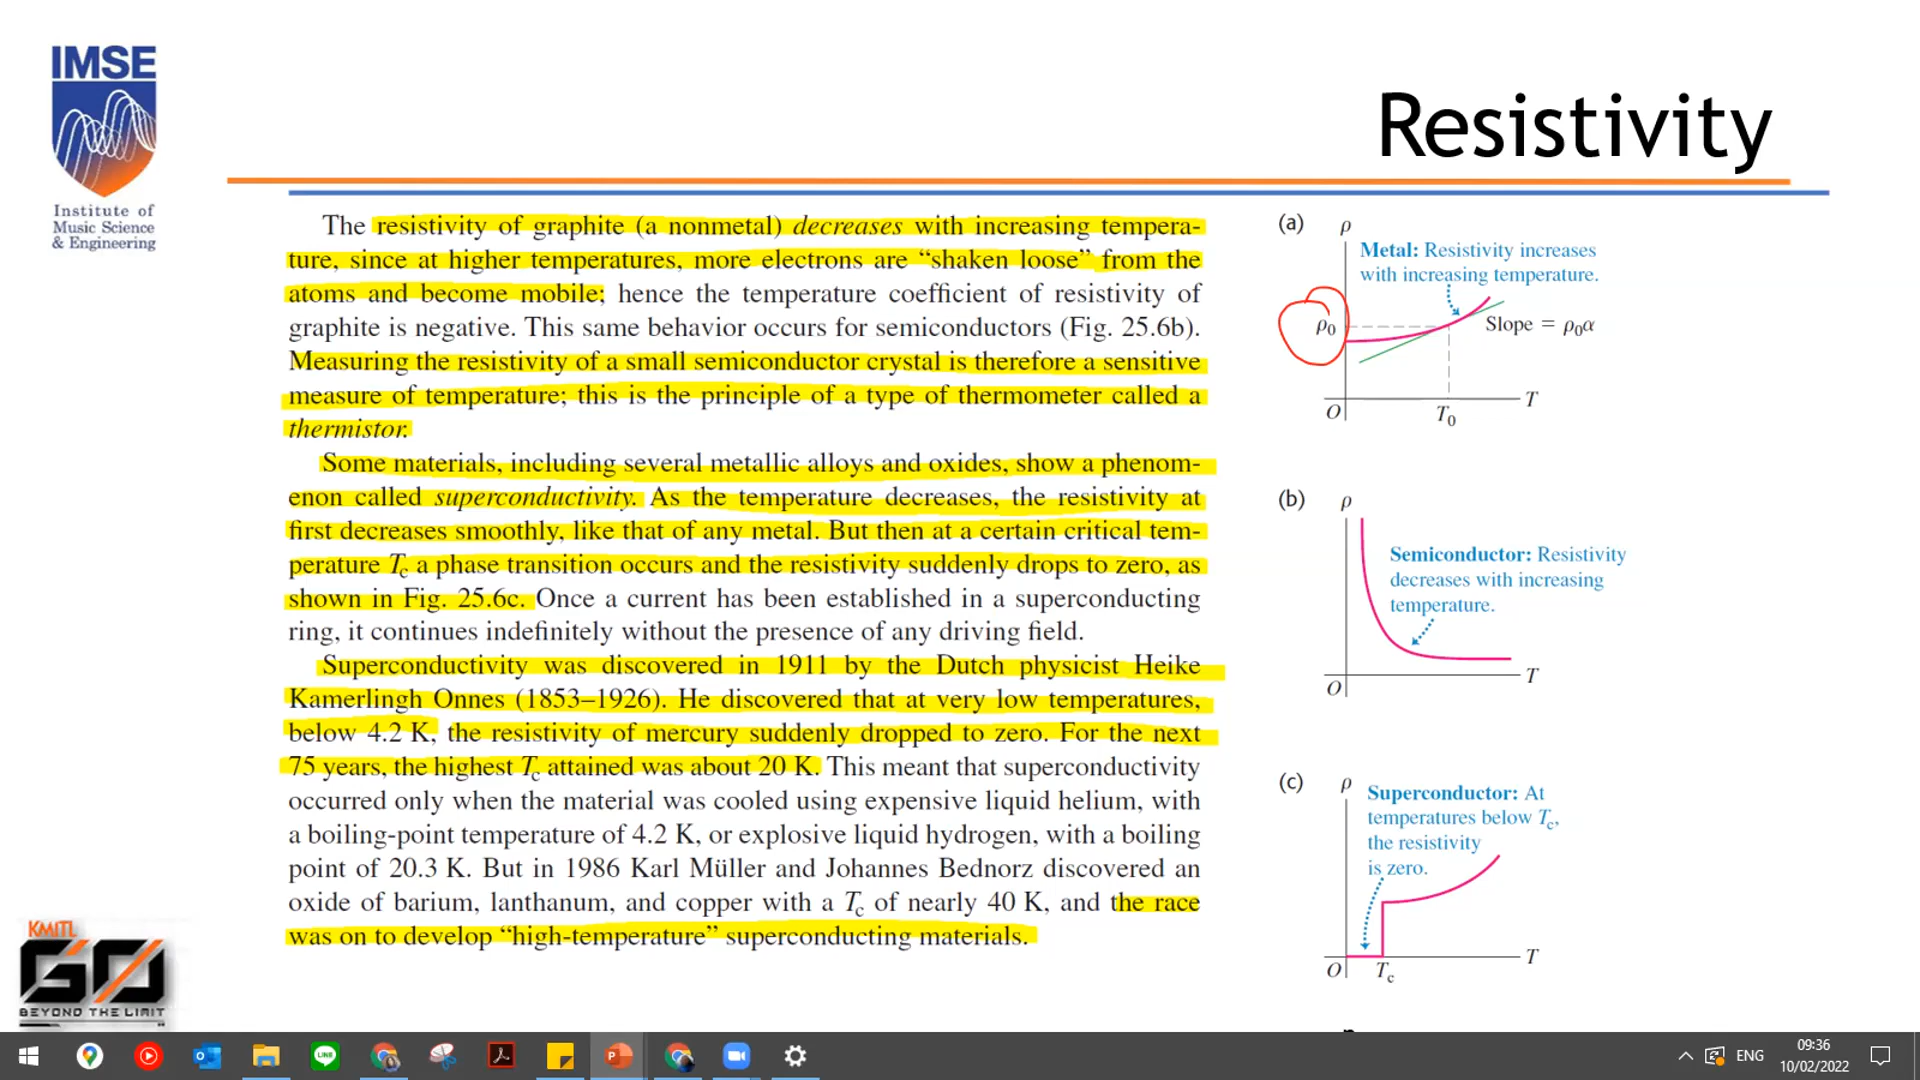 IMSE
Institute of
Music Science
& Engineering
Resistivity
The resistivity of graphite (a nonmetal) decreases with increasing tempera-
ture, since at higher temperatures, more electrons are “shaken loose” from the
atoms and become mobile; hence the temperature coefficient of resistivity of
graphite is negative. This same behavior occurs for semiconductors (Fig. 25.6b).
Measuring the resistivity of a small semiconductor crystal is therefore a sensitive
measure of temperature; this is the principle of a type of thermometer called a
thermistor.
Some materials, including several metallic alloys and oxides, show a phenom-
enon called superconductivity. As the temperature decreases, the resistivity at
first decreases smoothly, like that of any metal. But then at a certain critical tem-
perature Tc a phase transition occurs and the resistivity suddenly drops to zero, as
shown in Fig. 25.6c. Once a current has been established in a superconducting
ring, it continues indefinitely without the presence of any driving field.
Superconductivity was discovered in 1911 by the Dutch physicist Heike
Kamerlingh Onnes (1853–1926). He discovered that at very low temperatures,
below 4.2 K, the resistivity of mercury suddenly dropped to zero. For the next
75 years, the highest Tc attained was about 20 K. This meant that superconductivity
occurred only when the material was cooled using expensive liquid helium, with
a boiling-point temperature of 4.2 K, or explosive liquid hydrogen, with a boiling
point of 20.3 K. But in 1986 Karl Müller and Johannes Bednorz discovered an
oxide of barium, lanthanum, and copper with a Tc of nearly 40 K, and the race
was on to develop “high-temperature” superconducting materials.
(a)
ρ
Metal: Resistivity increases
with increasing temperature.
ρ0
Slope = ρ0α
O
T0
T
(b)
ρ
Semiconductor: Resistivity
decreases with increasing
temperature.
O
T
(c)
ρ
Superconductor: At
temperatures below Tc,
the resistivity
is zero.
O
Tc
T
KMITL
GO
BEYOND THE LIMIT
LINE
P
ENG
09:36
10/02/2022